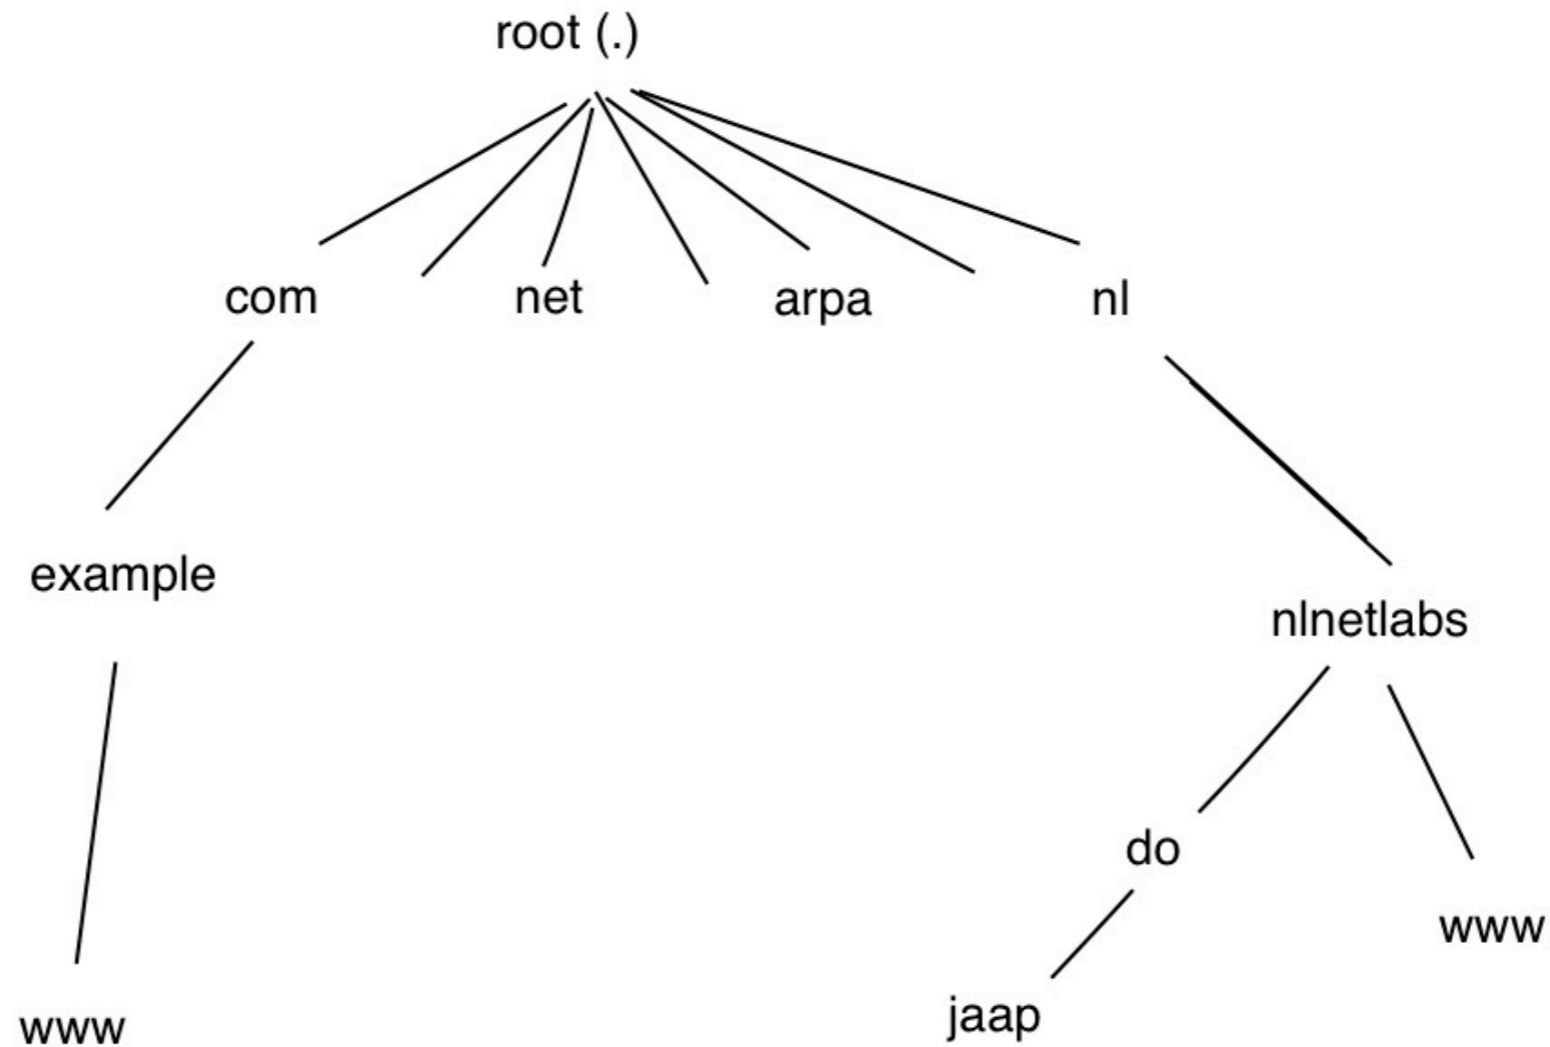 root (.)
com net arpa nl
example
nlnetlabs
do
www
jaap
www